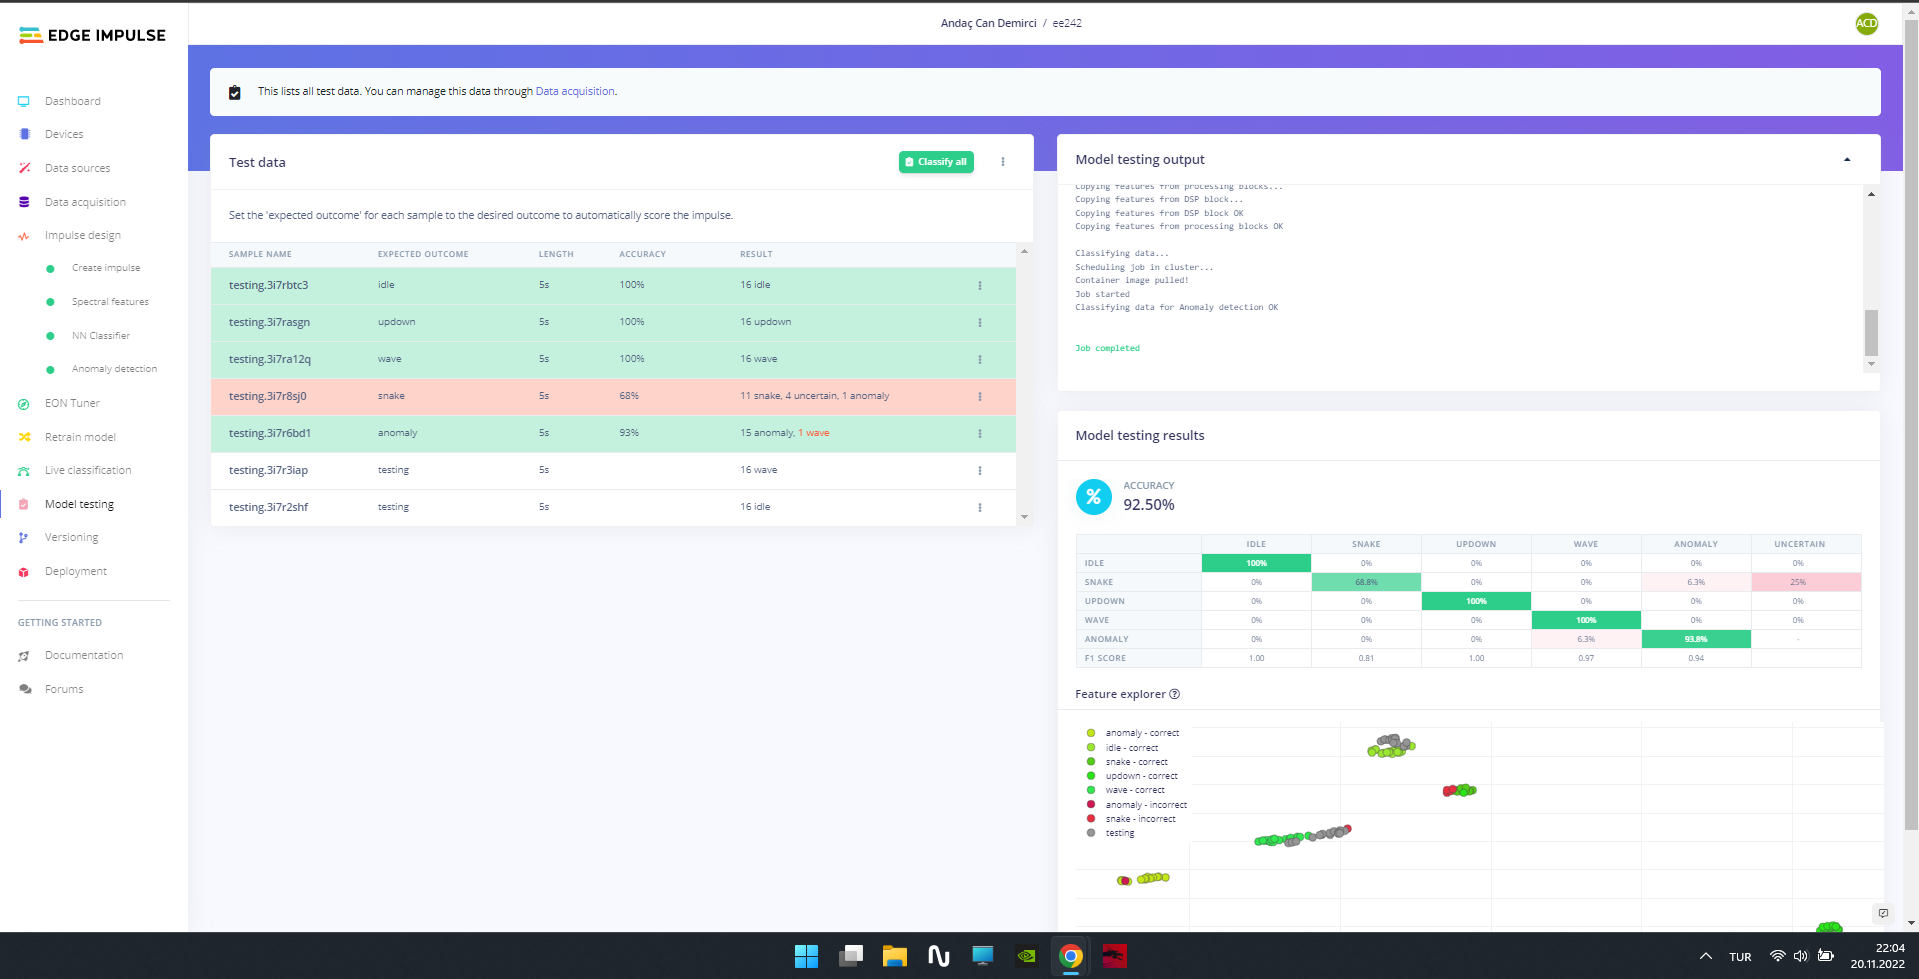 Andaç Can Demirci / ee242
ACD
EDGE IMPULSE
Dashboard
Devices
Data sources
Data acquisition
Impulse design
Create impulse
Spectral features
NN Classifier
Anomaly detection
EON Tuner
Retrain model
Live classification
Model testing
Versioning
Deployment
GETTING STARTED
Documentation
Forums
This lists all test data. You can manage this data through Data acquisition.
Test data
Classify all
Set the 'expected outcome' for each sample to the desired outcome to automatically score the impulse.
SAMPLE NAME EXPECTED OUTCOME LENGTH ACCURACY RESULT
testing.3i7rbtc3 idle 5s 100% 16 idle
testing.3i7rasgn updown 5s 100% 16 updown
testing.3i7ra12q wave 5s 100% 16 wave
testing.3i7r8sj0 snake 5s 68% 11 snake, 4 uncertain, 1 anomaly
testing.3i7r6bd1 anomaly 5s 93% 15 anomaly, 1 wave
testing.3i7r3iap testing 5s 16 wave
testing.3i7r2shf testing 5s 16 idle
Model testing output
Copying features from processing blocks...
Copying features from DSP block...
Copying features from DSP block OK
Copying features from processing blocks OK
Classifying data...
Scheduling job in cluster...
Container image pulled!
Job started
Classifying data for Anomaly detection OK
Job completed
Model testing results
%
ACCURACY
92.50%
IDLE SNAKE UPDOWN WAVE ANOMALY UNCERTAIN
IDLE 100% 0% 0% 0% 0% 0%
SNAKE 0% 68.8% 0% 0% 6.3% 25%
UPDOWN 0% 0% 100% 0% 0% 0%
WAVE 0% 0% 0% 100% 0% 0%
ANOMALY 0% 0% 0% 6.3% 93.8% -
F1 SCORE 1.00 0.81 1.00 0.97 0.94
Feature explorer
anomaly - correct
idle - correct
snake - correct
updown - correct
wave - correct
anomaly - incorrect
snake - incorrect
testing
TUR
22:04
20.11.2022